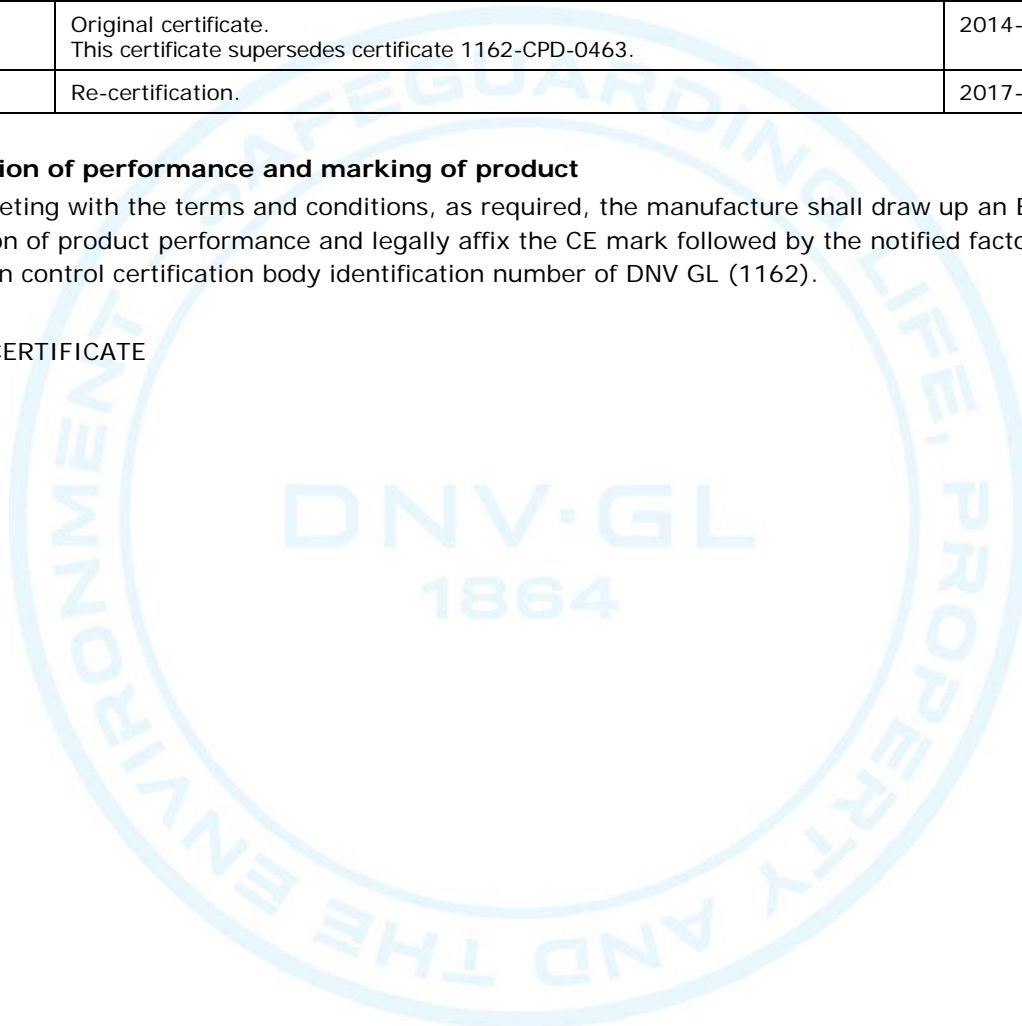 Original certificate. 2014-
This certificate supersedes certificate 1162-CPD-0463.
Re-certification. 2017-
ion of performance and marking of product
eting with the terms and conditions, as required, the manufacture shall draw up an E
on of product performance and legally affix the CE mark followed by the notified facto
n control certification body identification number of DNV GL (1162).
CERTIFICATE
SAFEGUARDING LIFE, PROPERTY AND THE ENVIRONMENT
DNV·GL
1864